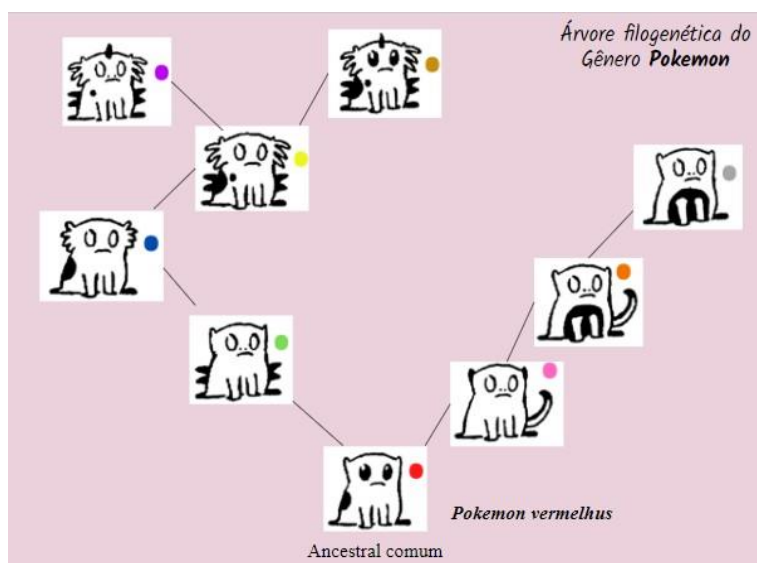 Árvore filogenética do
Gênero Pokemon
Pokemon vermelhus
Ancestral comum